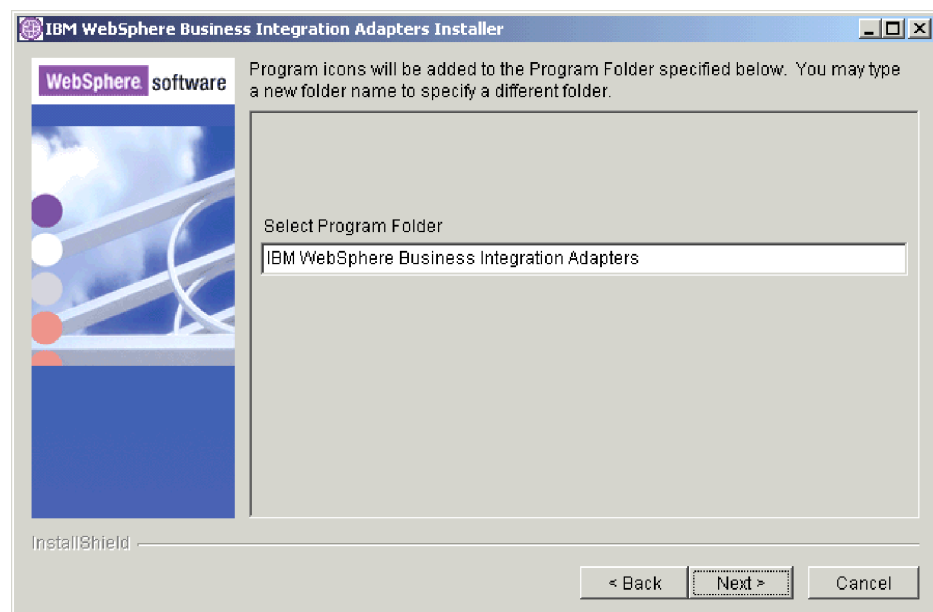 IBM WebSphere Business Integration Adapters Installer
WebSphere software
Program icons will be added to the Program Folder specified below. You may type
a new folder name to specify a different folder.
Select Program Folder
IBM WebSphere Business Integration Adapters
InstallShield
< Back
Next >
Cancel